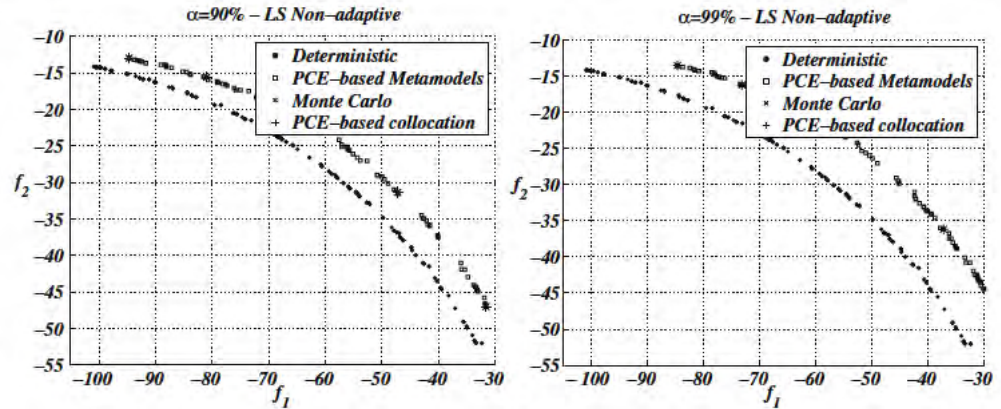 α=90% – LS Non–adaptive
–10
–15
–20
–25
–30
–35
–40
–45
–50
–55
f2
Deterministic
PCE–based Metamodels
Monte Carlo
PCE–based collocation
–100 –90 –80 –70 –60 –50 –40 –30
f1
α=99% – LS Non–adaptive
–10
–15
–20
–25
–30
–35
–40
–45
–50
–55
f2
Deterministic
PCE–based Metamodels
Monte Carlo
PCE–based collocation
–100 –90 –80 –70 –60 –50 –40 –30
f1